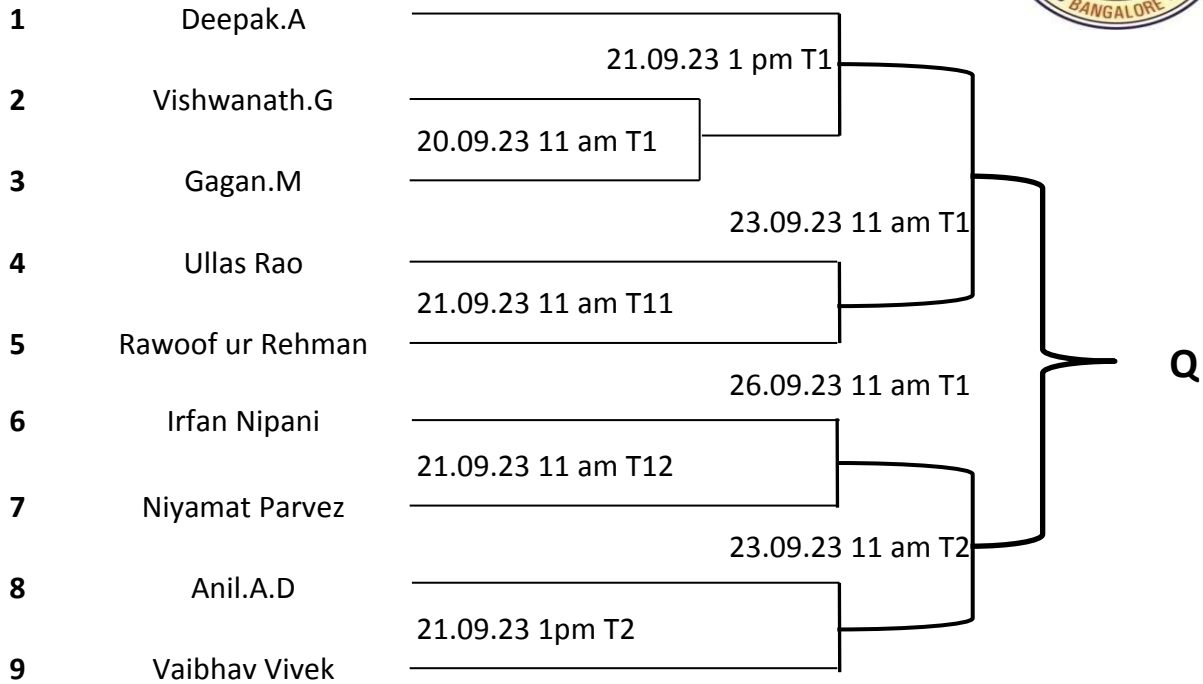 BANGALORE
1 Deepak.A
21.09.23 1 pm T1
2 Vishwanath.G
20.09.23 11 am T1
3 Gagan.M
23.09.23 11 am T1
4 Ullas Rao
21.09.23 11 am T11
5 Rawoof ur Rehman
Q
26.09.23 11 am T1
6 Irfan Nipani
21.09.23 11 am T12
7 Niyamat Parvez
23.09.23 11 am T2
8 Anil.A.D
21.09.23 1pm T2
9 Vaibhav Vivek